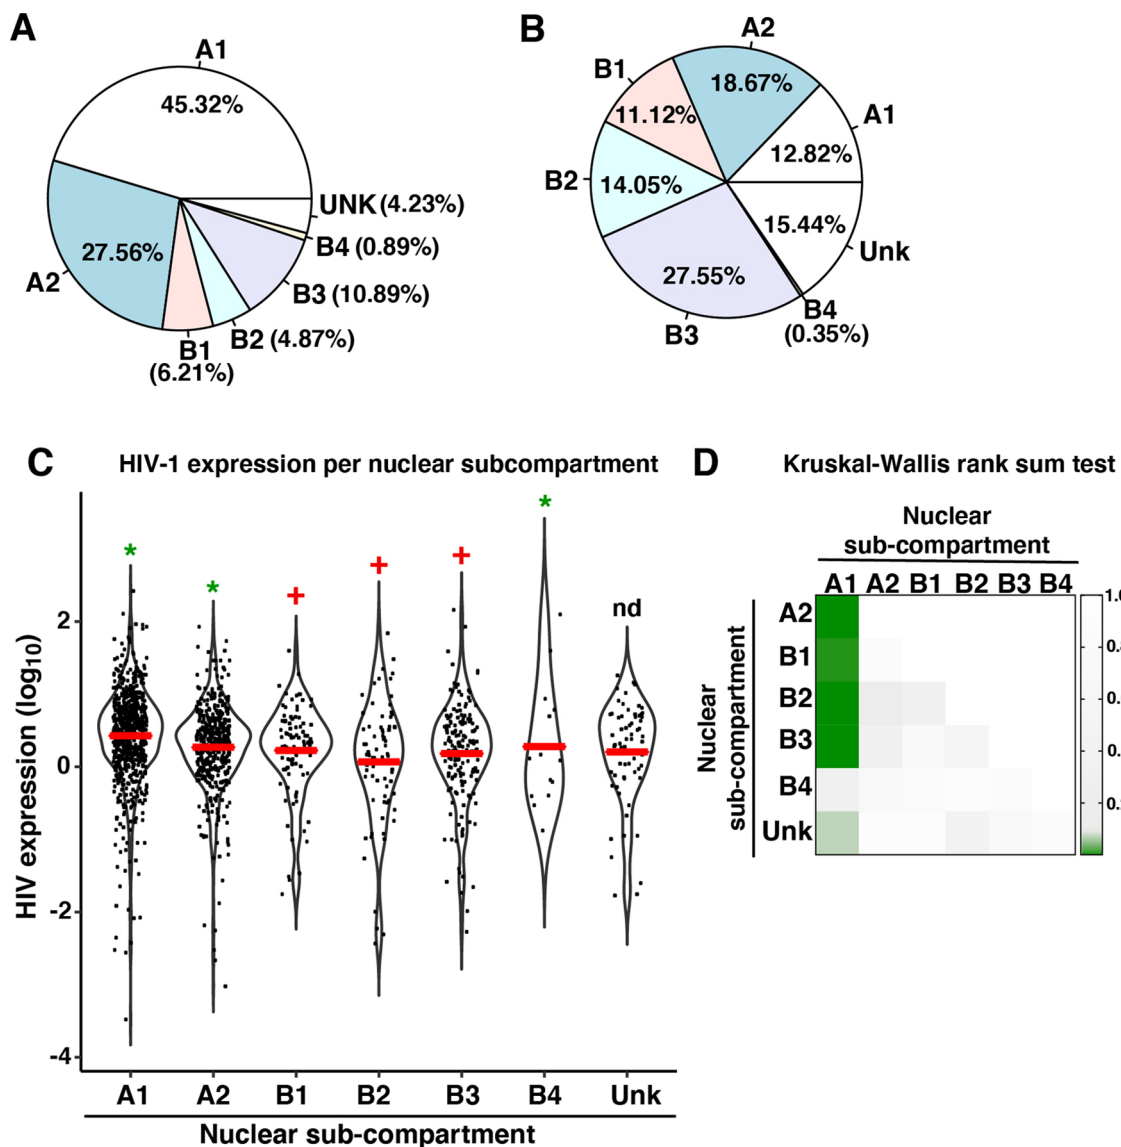 A
A1
45.32%
UNK (4.23%)
B4 (0.89%)
B3 (10.89%)
B2 (4.87%)
B1
(6.21%)
A2
27.56%
B
A2
18.67%
B1
11.12%
A1
12.82%
B2
14.05%
15.44%
Unk
27.55%
B3
B4
(0.35%)
C
HIV-1 expression per nuclear subcompartment
* * + + + * nd
HIV expression (log10)
2
0
-2
-4
A1 A2 B1 B2 B3 B4 Unk
Nuclear sub-compartment
D
Kruskal-Wallis rank sum test
Nuclear
sub-compartment
A1 A2 B1 B2 B3 B4
Nuclear
sub-compartment
A2
B1
B2
B3
B4
Unk